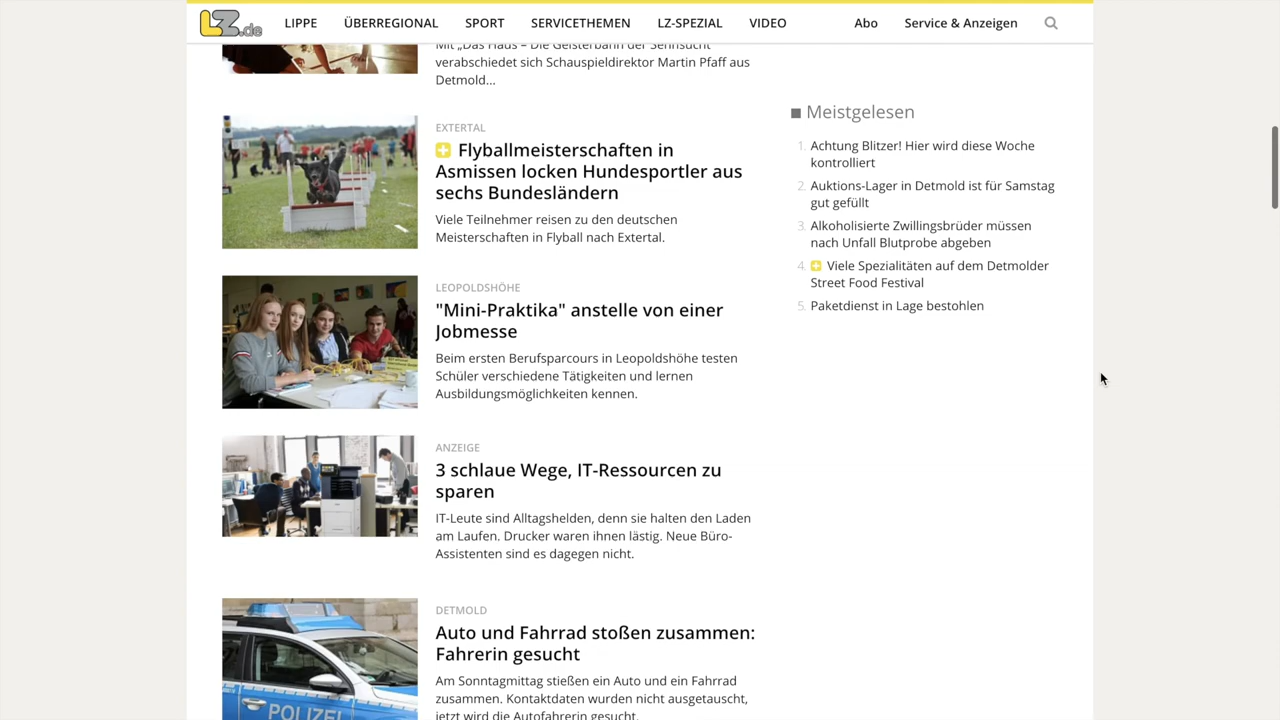 LZ.de
LIPPE ÜBERREGIONAL SPORT SERVICETHEMEN LZ-SPEZIAL VIDEO Abo Service & Anzeigen
Mit „Das Haus – Die Geisterbahn der Sehnsucht"
verabschiedet sich Schauspieldirektor Martin Pfaff aus
Detmold...
EXTERTAL
Flyballmeisterschaften in
Asmissen locken Hundesportler aus
sechs Bundesländern
Viele Teilnehmer reisen zu den deutschen
Meisterschaften in Flyball nach Extertal.
LEOPOLDSHÖHE
"Mini-Praktika" anstelle von einer
Jobmesse
Beim ersten Berufsparcours in Leopoldshöhe testen
Schüler verschiedene Tätigkeiten und lernen
Ausbildungsmöglichkeiten kennen.
ANZEIGE
3 schlaue Wege, IT-Ressourcen zu
sparen
IT-Leute sind Alltagshelden, denn sie halten den Laden
am Laufen. Drucker waren ihnen lästig. Neue Büro-
Assistenten sind es dagegen nicht.
DETMOLD
Auto und Fahrrad stoßen zusammen:
Fahrerin gesucht
Am Sonntagmittag stießen ein Auto und ein Fahrrad
zusammen. Kontaktdaten wurden nicht ausgetauscht,
jetzt wird die Autofahrerin gesucht.
POLIZEI
Meistgelesen
1. Achtung Blitzer! Hier wird diese Woche
kontrolliert
2. Auktions-Lager in Detmold ist für Samstag
gut gefüllt
3. Alkoholisierte Zwillingsbrüder müssen
nach Unfall Blutprobe abgeben
4. Viele Spezialitäten auf dem Detmolder
Street Food Festival
5. Paketdienst in Lage bestohlen